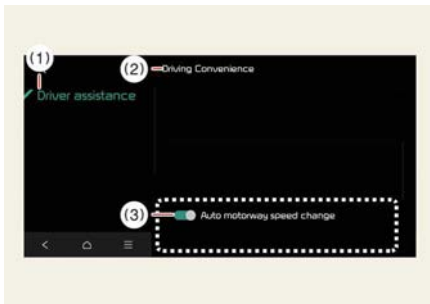 (1)
(2) Driving Convenience
Driver assistance
(3) Auto motorway speed change